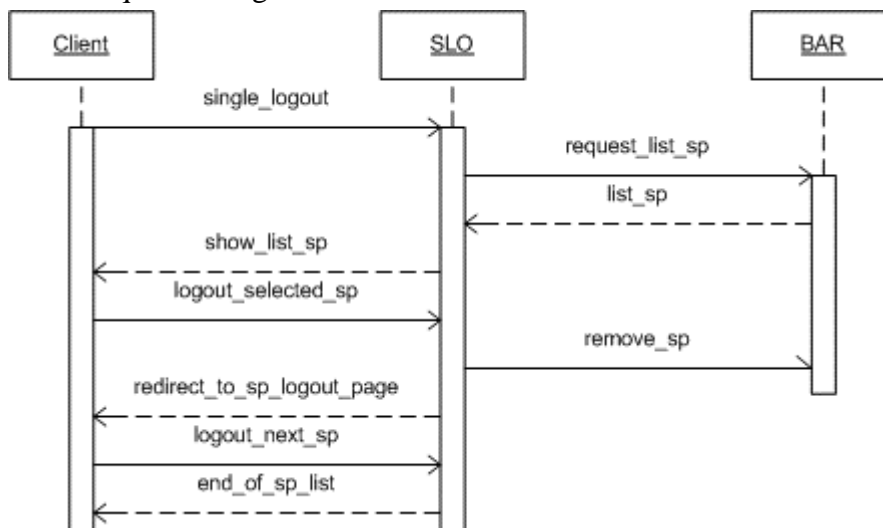 Client
SLO
BAR
single_logout
request_list_sp
list_sp
show_list_sp
logout_selected_sp
remove_sp
redirect_to_sp_logout_page
logout_next_sp
end_of_sp_list